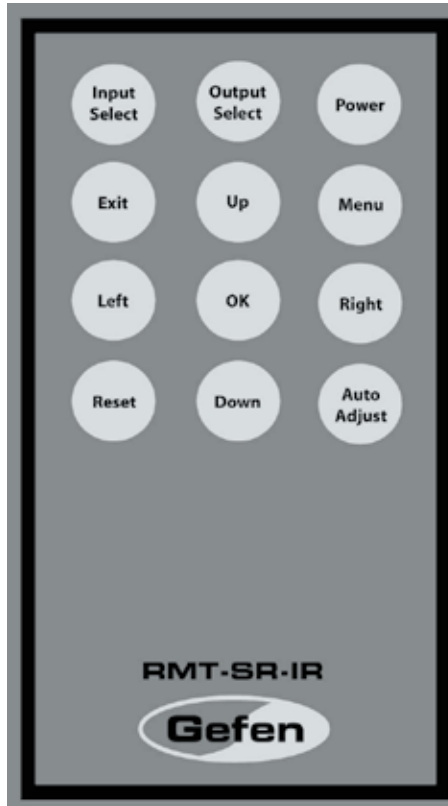 Input
Select
Output
Select
Power
Exit
Up
Menu
Left
OK
Right
Reset
Down
Auto
Adjust
RMT-SR-IR
Gefen